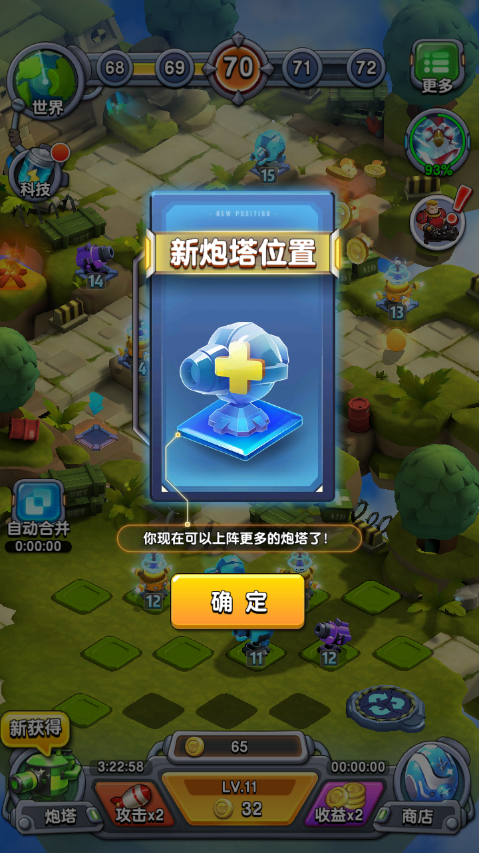 68 69 70 71 72
世界
更多
科技
93%
15
NEW POSITION
新炮塔位置
14
13
4
自动合并
0:00:00
你现在可以上阵更多的炮塔了!
12
确 定
11
12
新获得
65
3:22:58
00:00:00
LV.11
32
炮塔
攻击x2
收益x2
商店